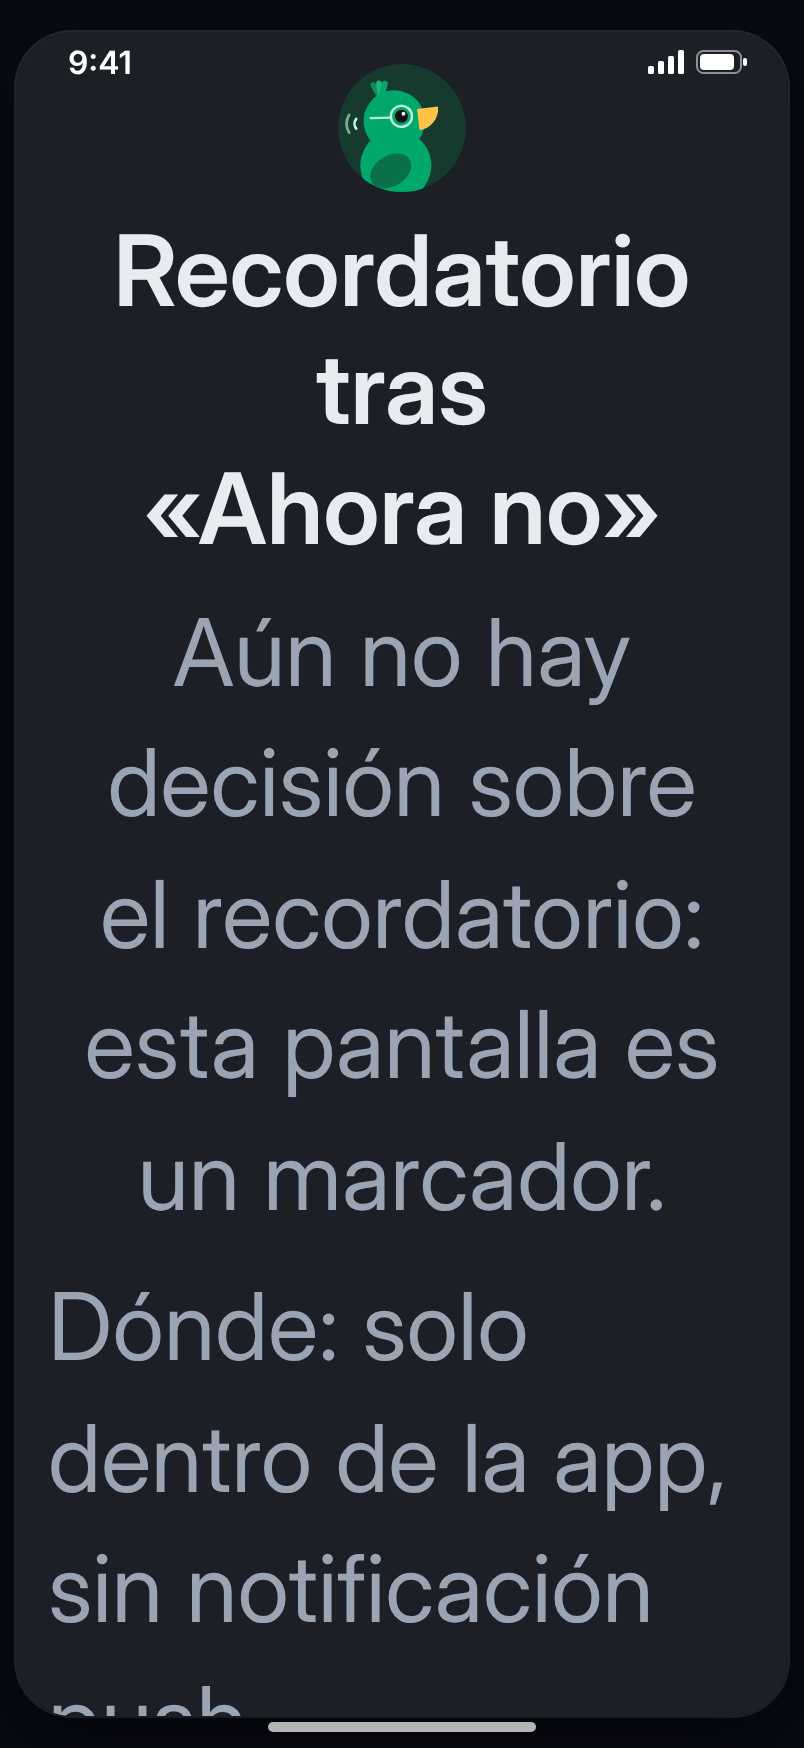 9:41
Recordatorio
tras
«Ahora no»
Aún no hay
decisión sobre
el recordatorio:
esta pantalla es
un marcador.
Dónde: solo
dentro de la app,
sin notificación
push